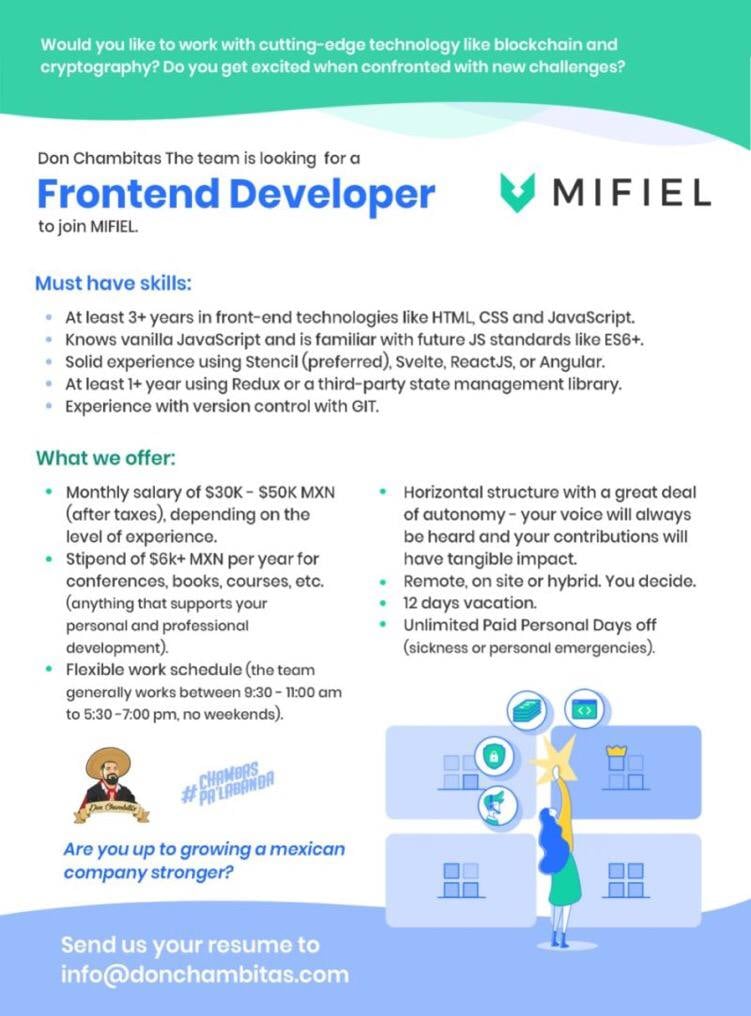 Would you like to work with cutting-edge technology like blockchain and
cryptography? Do you get excited when confronted with new challenges?
Don Chambitas The team is looking for a
Frontend Developer
to join MIFIEL.
MIFIEL
Must have skills:
• At least 3+ years in front-end technologies like HTML, CSS and JavaScript.
• Knows vanilla JavaScript and is familiar with future JS standards like ES6+.
• Solid experience using Stencil (preferred), Svelte, ReactJS, or Angular.
• At least 1+ year using Redux or a third-party state management library.
• Experience with version control with GIT.
What we offer:
• Monthly salary of $30K - $50K MXN
(after taxes), depending on the
level of experience.
• Stipend of $6k+ MXN per year for
conferences, books, courses, etc.
(anything that supports your
personal and professional
development).
• Flexible work schedule (the team
generally works between 9:30 - 11:00 am
to 5:30 -7:00 pm, no weekends).
• Horizontal structure with a great deal
of autonomy - your voice will always
be heard and your contributions will
have tangible impact.
• Remote, on site or hybrid. You decide.
• 12 days vacation.
• Unlimited Paid Personal Days off
(sickness or personal emergencies).
Don Chambitas
#CHAMBAS
PA'LABANDA
Are you up to growing a mexican
company stronger?
Send us your resume to
info@donchambitas.com